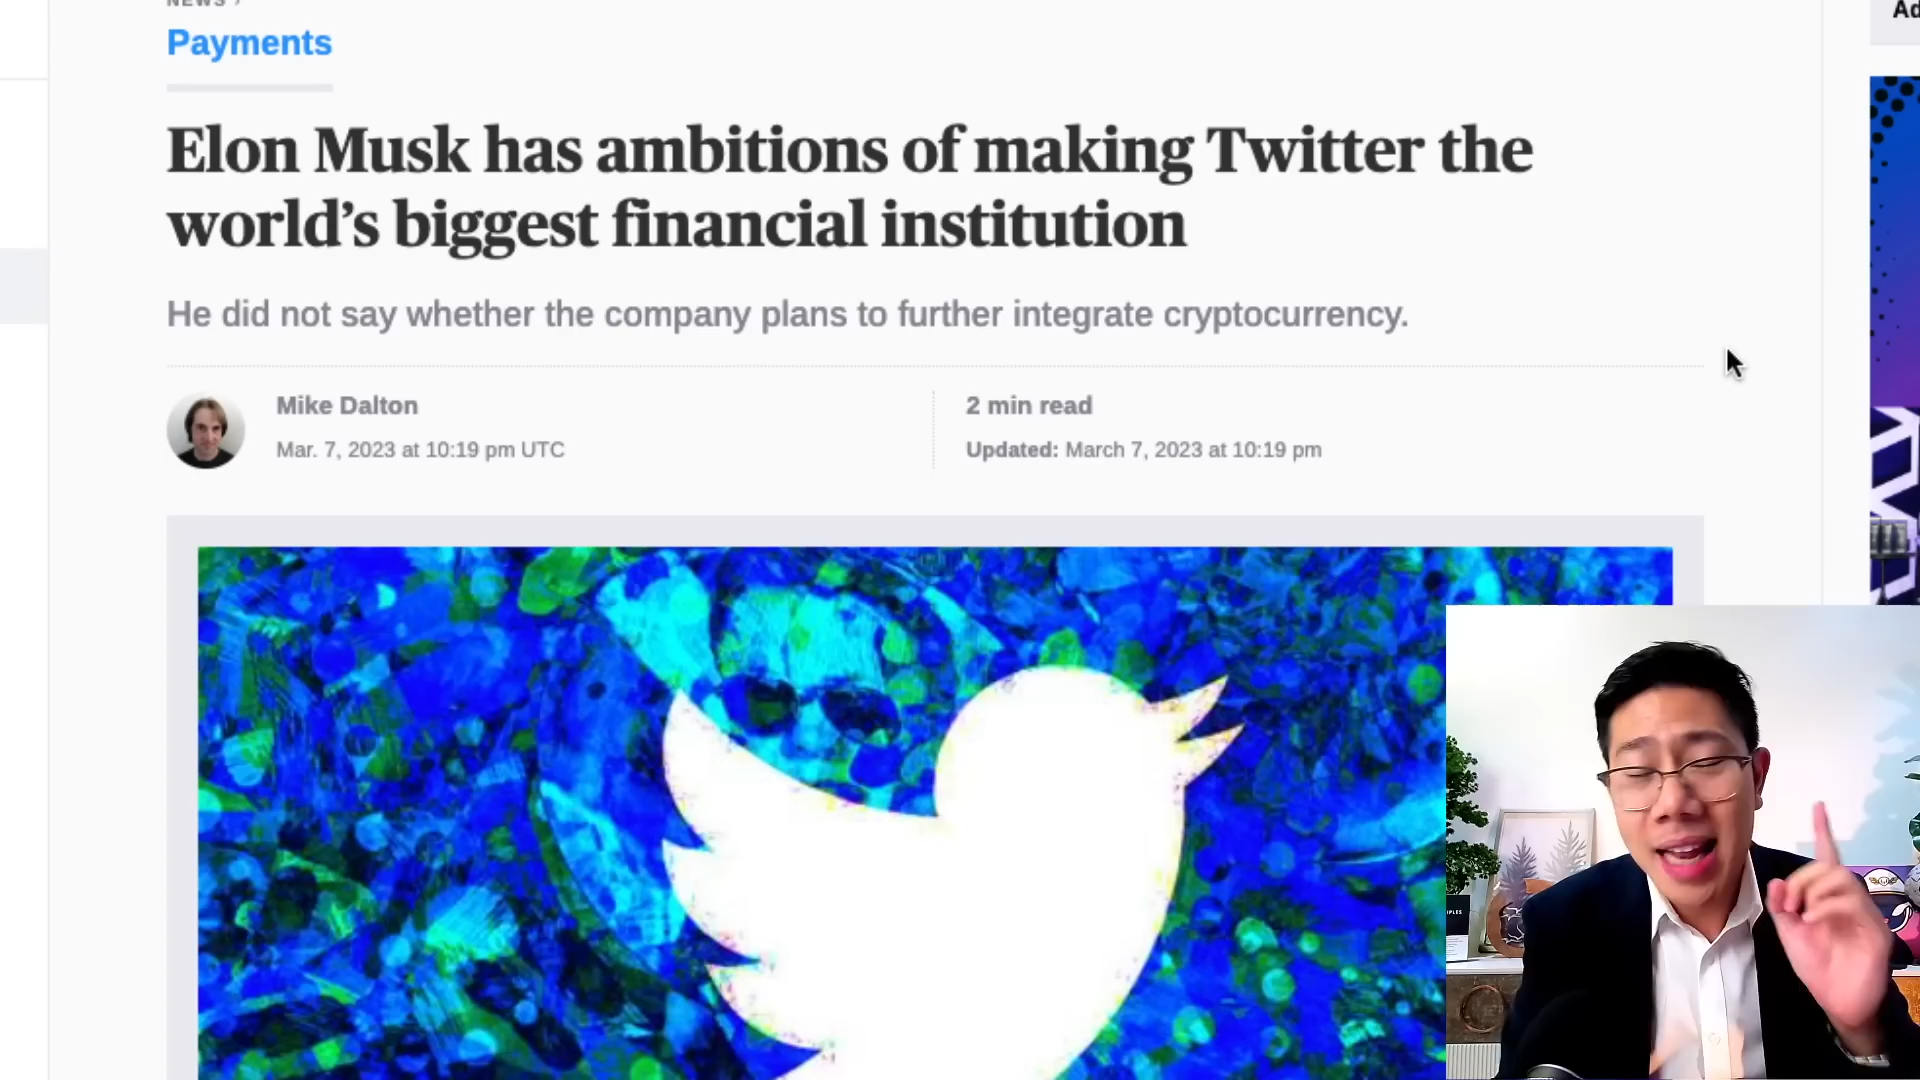 NEWS
Payments
Elon Musk has ambitions of making Twitter the
world's biggest financial institution
He did not say whether the company plans to further integrate cryptocurrency.
Mike Dalton
Mar. 7, 2023 at 10:19 pm UTC
2 min read
Updated: March 7, 2023 at 10:19 pm
Ad